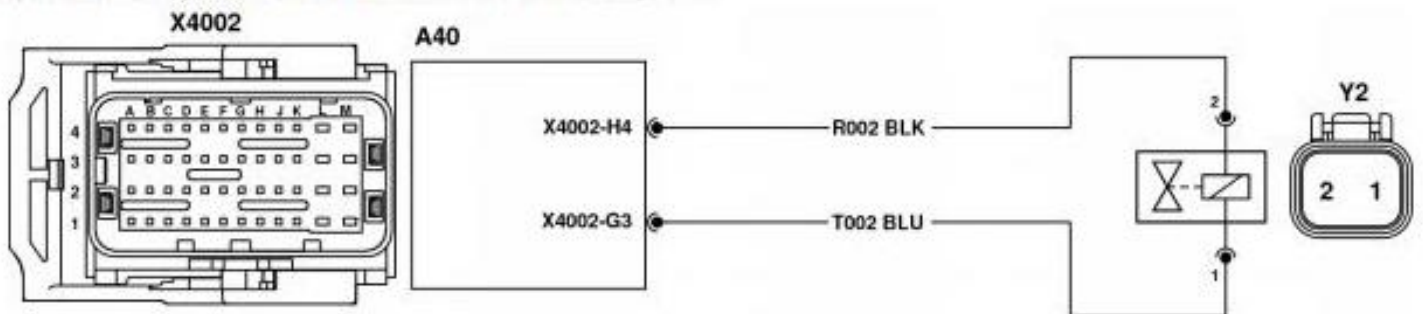 X4002
A40
A B C D E F G H J K L M
4
3
2
1
X4002-H4
R002 BLK
X4002-G3
T002 BLU
2
1
Y2
2 1